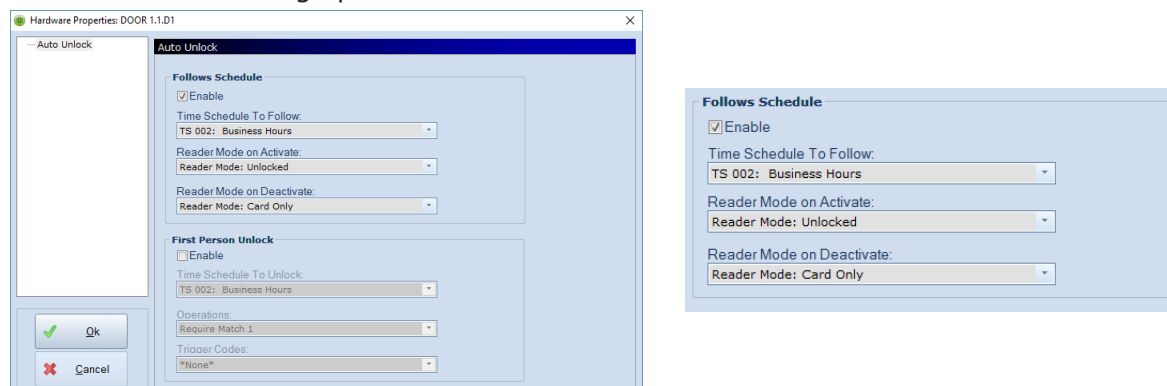 Hardware Properties: DOOR 1.1.D1
Auto Unlock
Auto Unlock
Follows Schedule
Enable
Time Schedule To Follow:
TS 002: Business Hours
Reader Mode on Activate:
Reader Mode: Unlocked
Reader Mode on Deactivate:
Reader Mode: Card Only
First Person Unlock
Enable
Time Schedule To Unlock:
TS 002: Business Hours
Operations:
Require Match 1
Trigger Codes:
*None*
Ok
Cancel
Follows Schedule
Enable
Time Schedule To Follow:
TS 002: Business Hours
Reader Mode on Activate:
Reader Mode: Unlocked
Reader Mode on Deactivate:
Reader Mode: Card Only